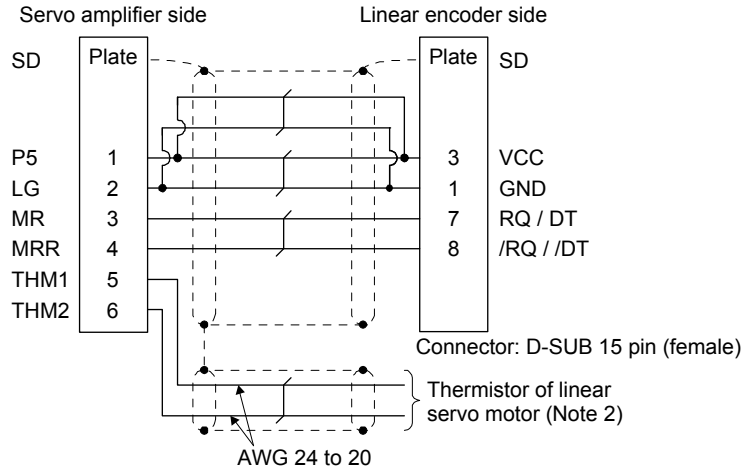 Servo amplifier side Linear encoder side
SD Plate Plate SD
P5 1 3 VCC
LG 2 1 GND
MR 3 7 RQ / DT
MRR 4 8 /RQ / /DT
THM1 5
THM2 6
Connector: D-SUB 15 pin (female)
Thermistor of linear
servo motor (Note 2)
AWG 24 to 20